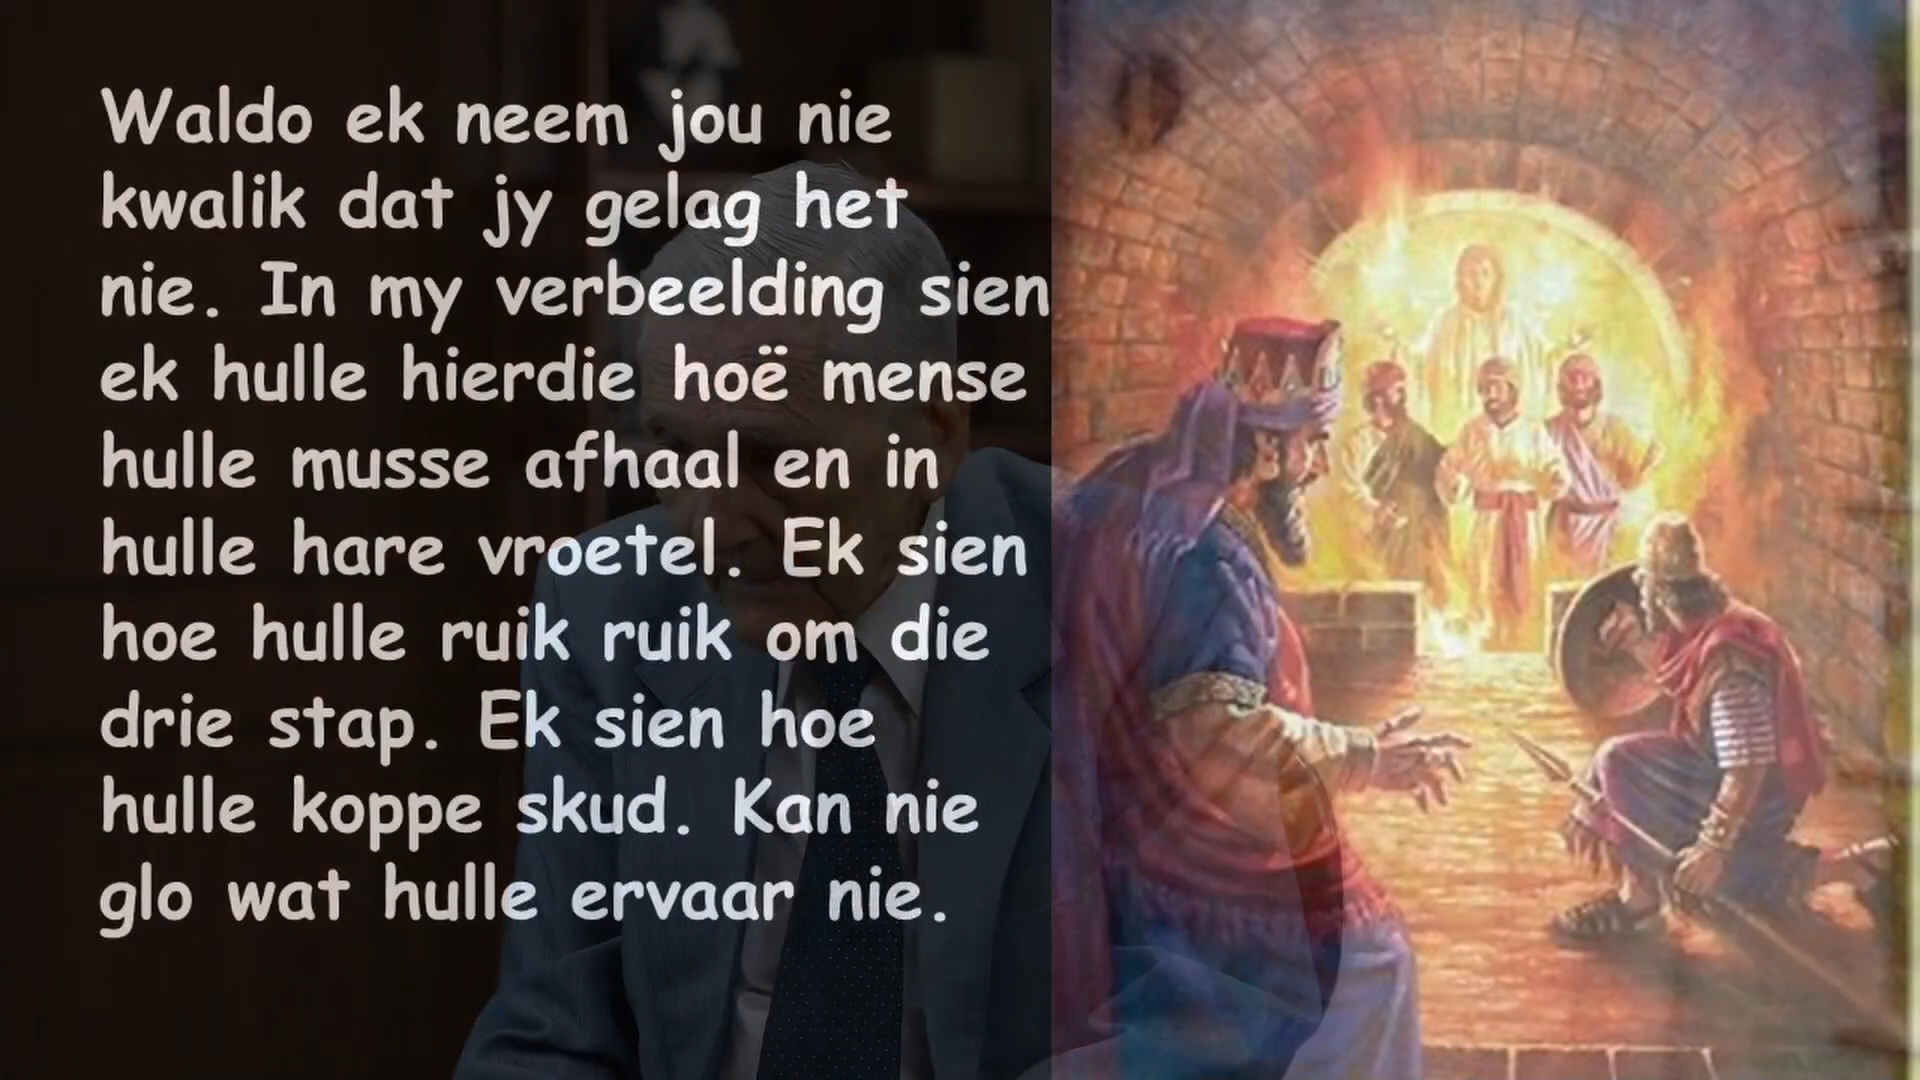 Waldo ek neem jou nie
kwalik dat jy gelag het
nie. In my verbeelding sien
ek hulle hierdie hoë mense
hulle musse afhaal en in
hulle hare vroetel. Ek sien
hoe hulle ruik ruik om die
drie stap. Ek sien hoe
hulle koppe skud. Kan nie
glo wat hulle ervaar nie.